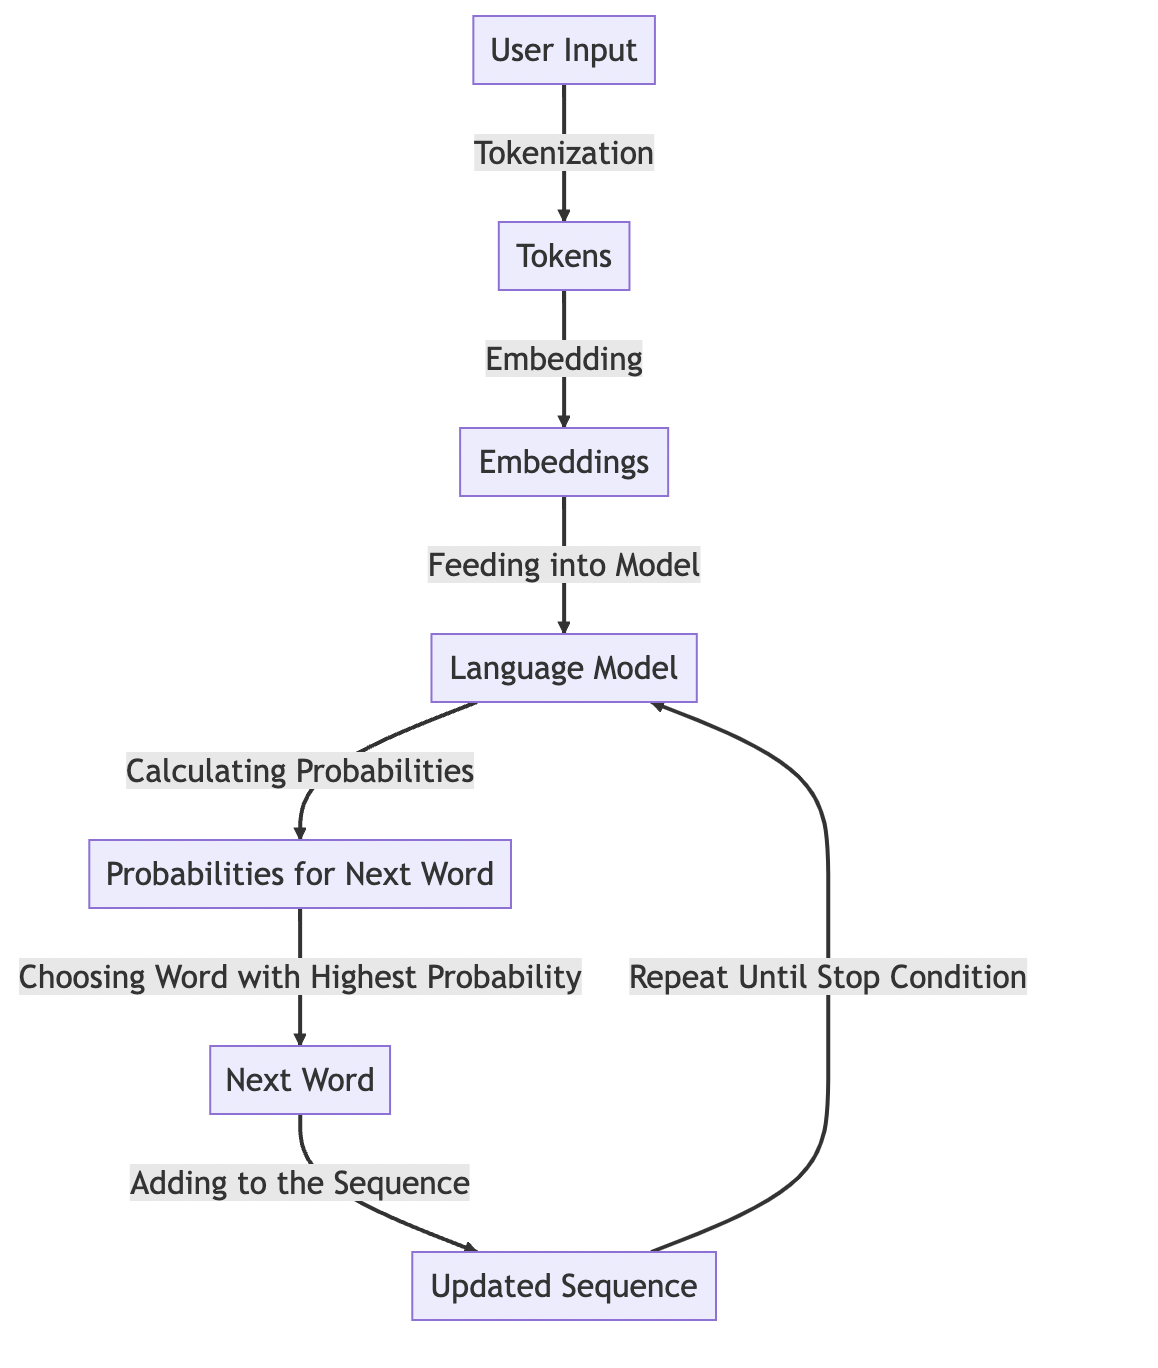 User Input
Tokenization
Tokens
Embedding
Embeddings
Feeding into Model
Language Model
Calculating Probabilities
Probabilities for Next Word
Choosing Word with Highest Probability
Repeat Until Stop Condition
Next Word
Adding to the Sequence
Updated Sequence